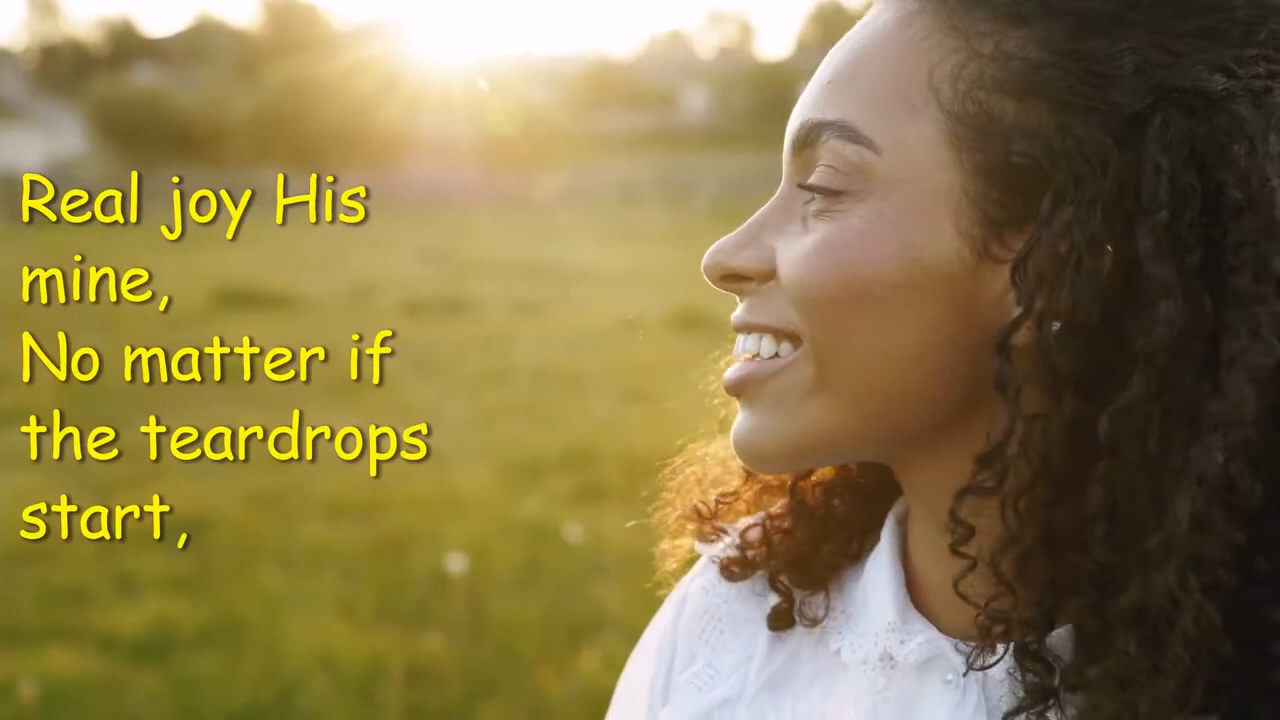 Real joy His
mine,
No matter if
the teardrops
start,